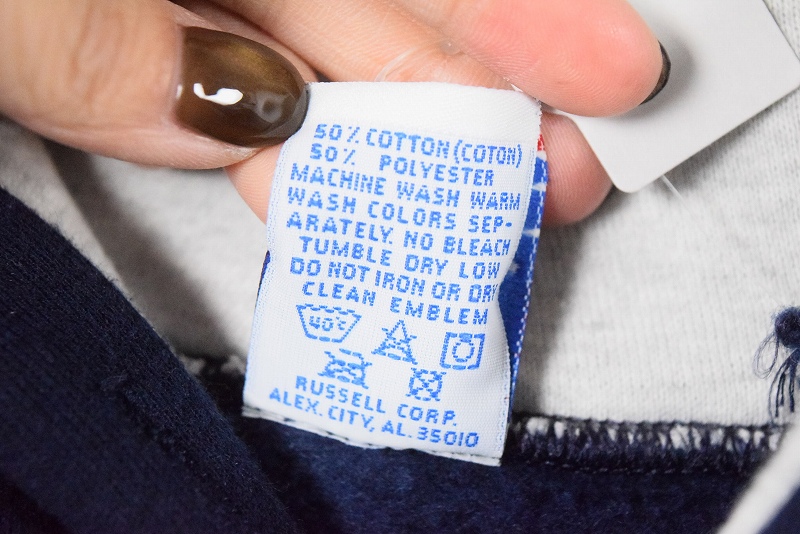 50% COTTON (COTON)
50% POLYESTER
MACHINE WASH WARM
WASH COLORS SEP-
ARATELY. NO BLEACH
TUMBLE DRY LOW
DO NOT IRON OR DRY
CLEAN EMBLEM
40°C
RUSSELL CORP.
ALEX. CITY, AL. 35010